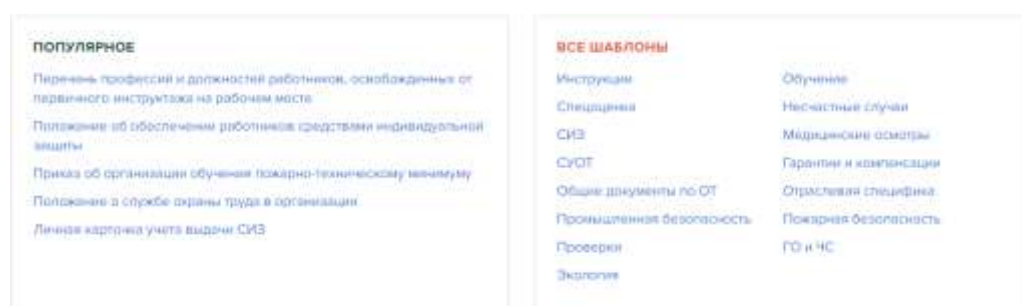 ПОПУЛЯРНОЕ
Перечень профессий и должностей работников, освобожденных от
первичного инструктажа на рабочем месте
Положение об обеспечении работников средствами индивидуальной
защиты
Приказ об организации обучения пожарно-техническому минимуму
Положение о службе охраны труда в организации
Личная карточка учета выдачи СИЗ
ВСЕ ШАБЛОНЫ
Инструкции
Спецоценка
СИЗ
СУОТ
Общие документы по ОТ
Промышленная безопасность
Проверки
Экология
Обучение
Несчастные случаи
Медицинские осмотры
Гарантии и компенсации
Отраслевая специфика
Пожарная безопасность
ГО и ЧС